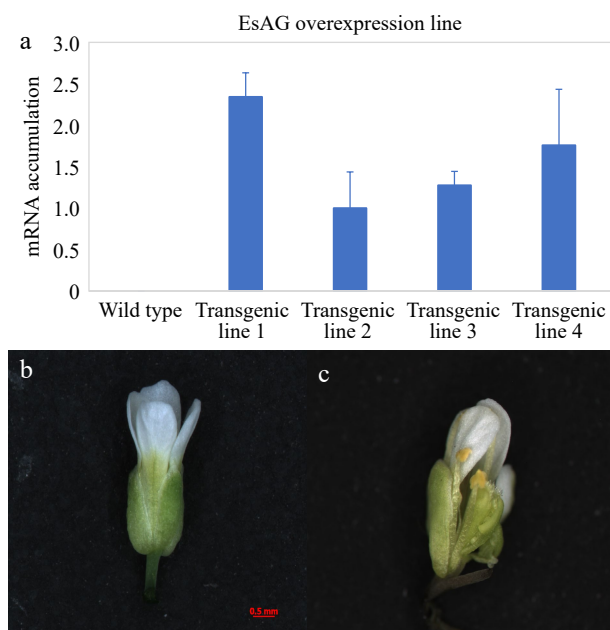 EsAG overexpression line
a
3.0
2.5
2.0
1.5
1.0
0.5
0
mRNA accumulation
Wild type Transgenic Transgenic Transgenic Transgenic
line 1 line 2 line 3 line 4
b
c
0.5 mm